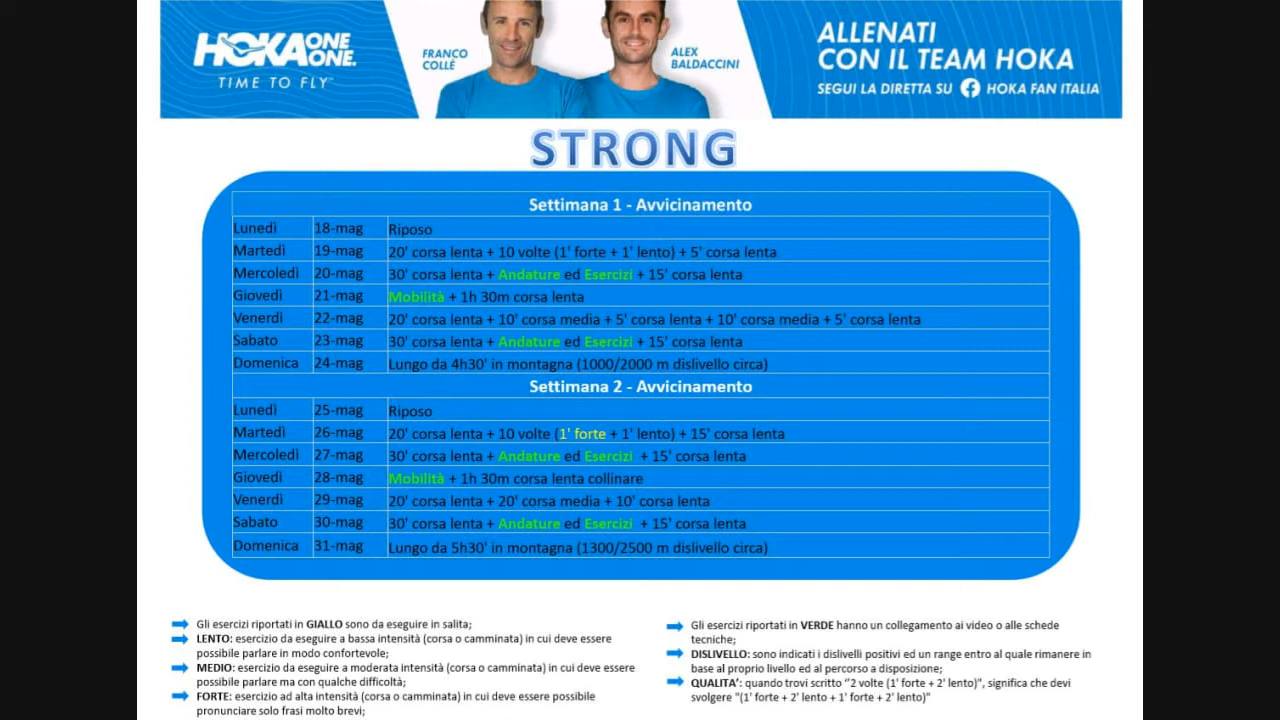 HOKA ONE ONE.
TIME TO FLY™
FRANCO COLLÉ
ALEX BALDACCINI
ALLENATI
CON IL TEAM HOKA
SEGUI LA DIRETTA SU f HOKA FAN ITALIA
STRONG
Settimana 1 - Avvicinamento
Lunedì 18-mag Riposo
Martedì 19-mag 20' corsa lenta + 10 volte (1' forte + 1' lento) + 5' corsa lenta
Mercoledì 20-mag 30' corsa lenta + Andature ed Esercizi + 15' corsa lenta
Giovedì 21-mag Mobilità + 1h 30m corsa lenta
Venerdì 22-mag 20' corsa lenta + 10' corsa media + 5' corsa lenta + 10' corsa media + 5' corsa lenta
Sabato 23-mag 30' corsa lenta + Andature ed Esercizi + 15' corsa lenta
Domenica 24-mag Lungo da 4h30' in montagna (1000/2000 m dislivello circa)
Settimana 2 - Avvicinamento
Lunedì 25-mag Riposo
Martedì 26-mag 20' corsa lenta + 10 volte (1' forte + 1' lento) + 15' corsa lenta
Mercoledì 27-mag 30' corsa lenta + Andature ed Esercizi + 15' corsa lenta
Giovedì 28-mag Mobilità + 1h 30m corsa lenta collinare
Venerdì 29-mag 20' corsa lenta + 20' corsa media + 10' corsa lenta
Sabato 30-mag 30' corsa lenta + Andature ed Esercizi + 15' corsa lenta
Domenica 31-mag Lungo da 5h30' in montagna (1300/2500 m dislivello circa)
Gli esercizi riportati in GIALLO sono da eseguire in salita;
LENTO: esercizio da eseguire a bassa intensità (corsa o camminata) in cui deve essere
possibile parlare in modo confortevole;
MEDIO: esercizio da eseguire a moderata intensità (corsa o camminata) in cui deve essere
possibile parlare ma con qualche difficoltà;
FORTE: esercizio ad alta intensità (corsa o camminata) in cui deve essere possibile
pronunciare solo frasi molto brevi;
Gli esercizi riportati in VERDE hanno un collegamento ai video o alle schede
tecniche;
DISLIVELLO: sono indicati i dislivelli positivi ed un range entro al quale rimanere in
base al proprio livello ed al percorso a disposizione;
QUALITA': quando trovi scritto "2 volte (1' forte + 2' lento)", significa che devi
svolgere "(1' forte + 2' lento + 1' forte + 2' lento)"